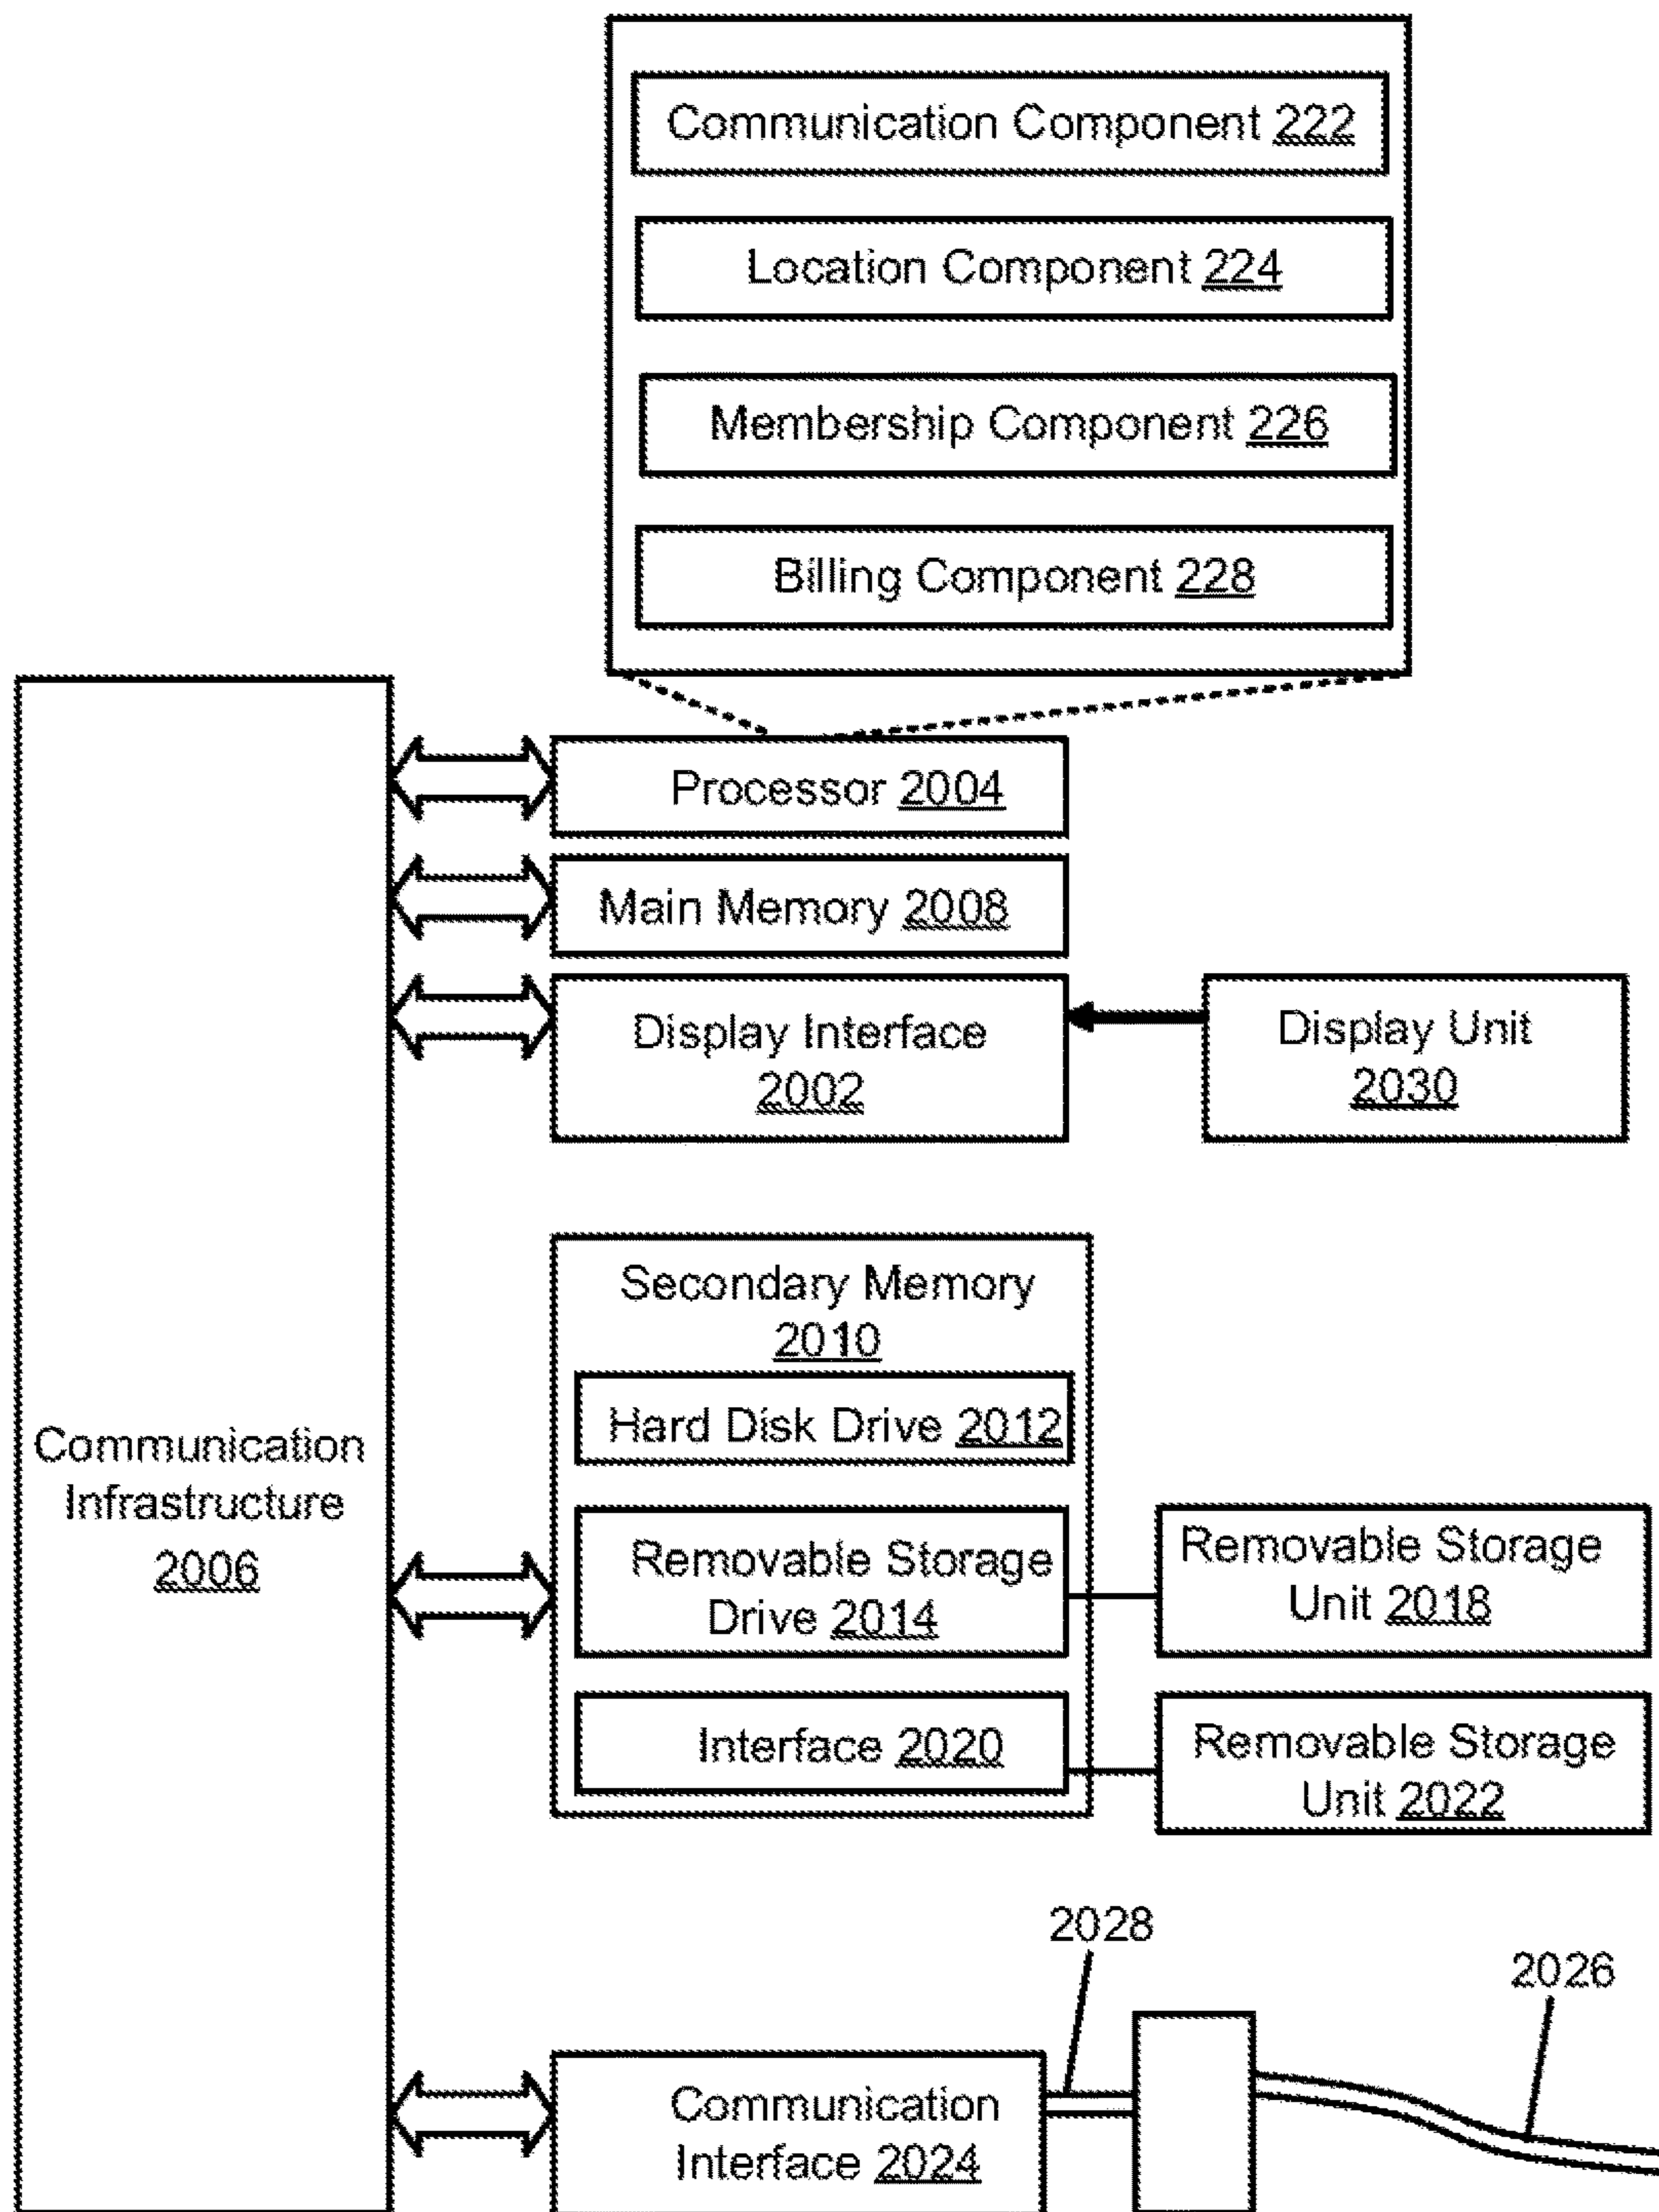 Communication Component 222
Location Component 224
Membership Component 226
Billing Component 228
Processor 2004
Main Memory 2008
Display Interface
2002
Display Unit
2030
Secondary Memory
2010
Hard Disk Drive 2012
Communication
Infrastructure
2006
Removable Storage
Drive 2014
Removable Storage
Unit 2018
Interface 2020
Removable Storage
Unit 2022
2028
2026
Communication
Interface 2024